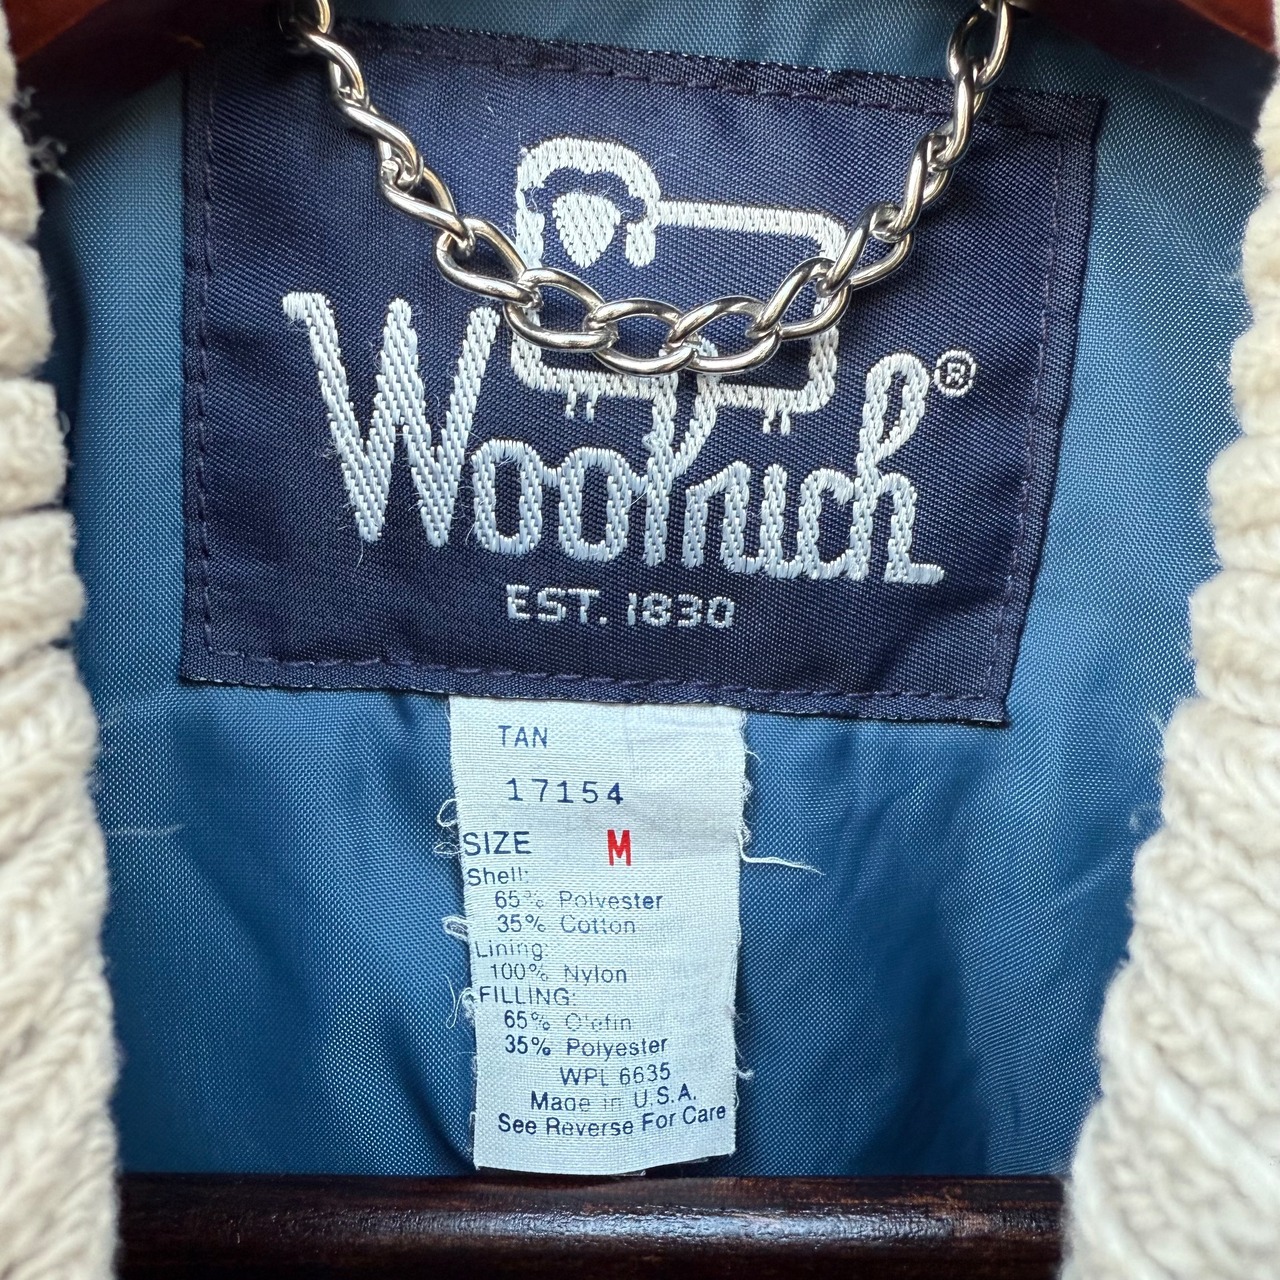 Woolrich®
EST. 1830
TAN
17154
SIZE M
Shell:
65% Polyester
35% Cotton
Lining:
100% Nylon
FILLING:
65% Olefin
35% Polyester
WPL 6635
Made in U.S.A.
See Reverse For Care